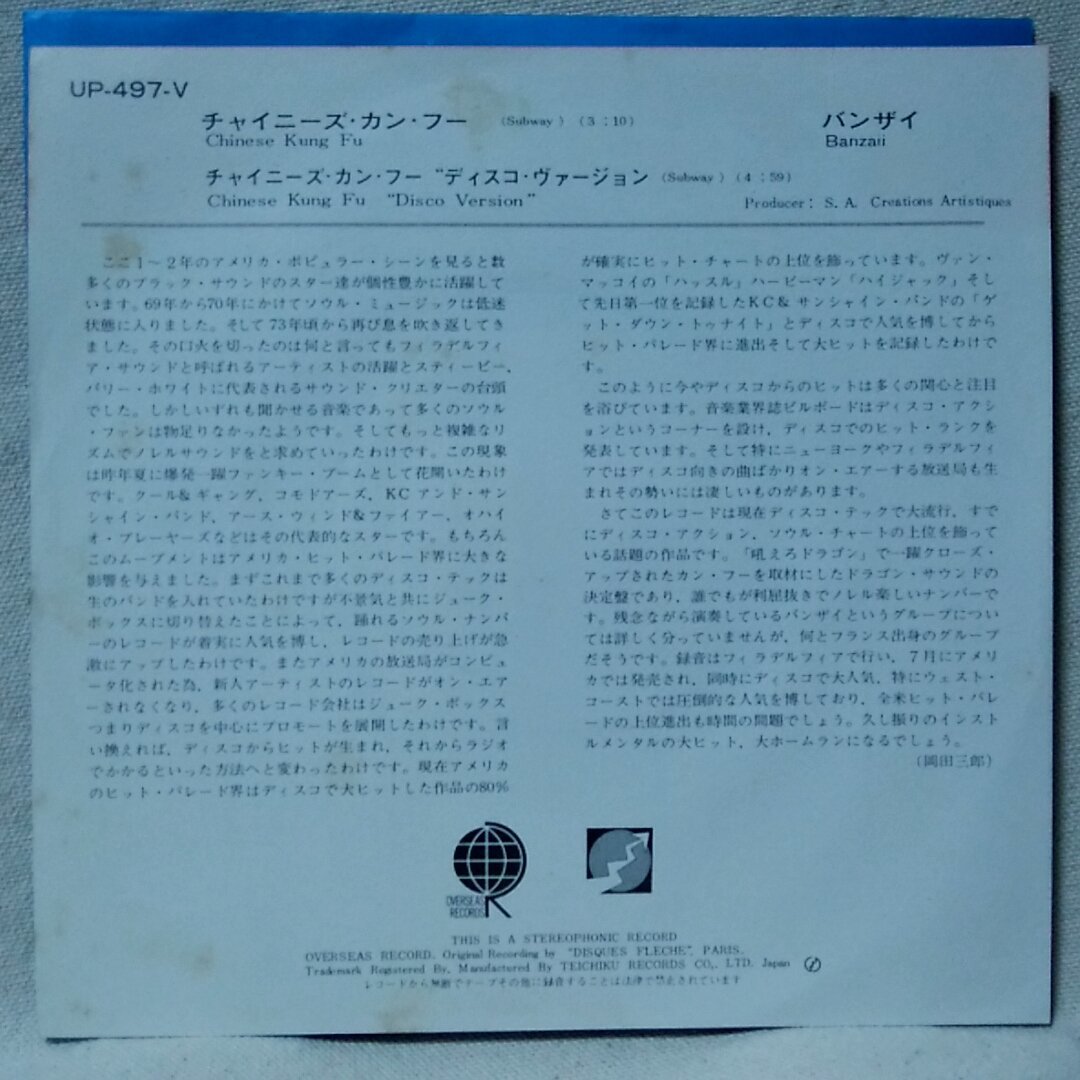 UP-497-V
チャイニーズ・カン・フー (Subway) (3:10) バンザイ
Chinese Kung Fu Banzaii
チャイニーズ・カン・フー “ディスコ・ヴァージョン (Subway) (4:59)
Chinese Kung Fu “Disco Version” Producer: S. A. Creations Artistiques
ここ1〜2年のアメリカ・ポピュラー・シーンを見ると数
多くのブラック・サウンドのスター達が個性豊かに活躍して
います。69年から70年にかけてソウル・ミュージックは低迷
状態に入りました。そして73年頃から再び息を吹き返してき
ました。その口火を切ったのは何と言ってもフィラデルフィ
ア・サウンドと呼ばれるアーティストの活躍とスティービー、
バリー・ホワイトに代表されるサウンド・クリエターの台頭
でした。しかしいずれも聞かせる音楽であって多くのソウル
・ファンは物足りなかったようです。そしてもっと複雑なリ
ズムでノレルサウンドをと求めていったわけです。この現象
は昨年夏に爆発一躍ファンキー・ブームとして花開いたわけ
です。クール&ギャング、コモドアーズ、KCアンド・サン
シャイン・バンド、アース・ウィンド&ファイアー、オハイ
オ・プレーヤーズなどはその代表的なスターです。もちろん
このムーブメントはアメリカ・ヒット・パレード界に大きな
影響を与えました。まずこれまで多くのディスコ・テックは
生のバンドを入れていたわけですが不景気と共にジューク・
ボックスに切り替えたことによって、踊れるソウル・ナンバ
ーのレコードが着実に人気を博し、レコードの売り上げが急
激にアップしたわけです。またアメリカの放送局がコンピュ
ータ化された為、新人アーティストのレコードがオン・エア
ーされなくなり、多くのレコード会社はジューク・ボックス
つまりディスコを中心にプロモートを展開したわけです。言
い換えれば、ディスコからヒットが生まれ、それからラジオ
でかかるといった方法へと変わったわけです。現在アメリカ
のヒット・パレード界はディスコで大ヒットした作品の80%
が確実にヒット・チャートの上位を飾っています。ヴァン・
マッコイの「ハッスル」ハービーマン「ハイジャック」そし
て先日第一位を記録したKC&サンシャイン・バンドの「ゲ
ット・ダウン・トゥナイト」とディスコで人気を博してから
ヒット・パレード界に進出そして大ヒットを記録したわけで
す。
このように今やディスコからのヒットは多くの関心と注目
を浴びています。音楽業界誌ビルボードはディスコ・アクシ
ョンというコーナーを設け、ディスコでのヒット・ランクを
発表しています。そして特にニューヨークやフィラデルフィ
アではディスコ向きの曲ばかりオン・エアーする放送局も生
まれその勢いには凄しいものがあります。
さてこのレコードは現在ディスコ・テックで大流行、すで
にディスコ・アクション、ソウル・チャートの上位を飾って
いる話題の作品です。「吼えろドラゴン」で一躍クローズ・
アップされたカン・フーを取材にしたドラゴン・サウンドの
決定盤であり、誰でもが利屈抜きでノレル楽しいナンバーで
す。残念ながら演奏しているバンザイというグループについ
ては詳しく分っていませんが、何とフランス出身のグループ
だそうです。録音はフィラデルフィアで行い、7月にアメリ
カでは発売され、同時にディスコで大人気、特にウェスト・
コーストでは圧倒的な人気を博しており、全米ヒット・パレ
ードの上位進出も時間の問題でしょう。久し振りのインスト
ルメンタルの大ヒット、大ホームランになるでしょう。
(岡田三郎)
OVERSEAS
RECORDS
THIS IS A STEREOPHONIC RECORD
OVERSEAS RECORD. Original Recording by “DISQUES FLECHE”, PARIS.
Trademark Registered By. Manufactured By TEICHIKU RECORDS CO., LTD. Japan
レコードから無断でテープその他に録音することは法律で禁止されています